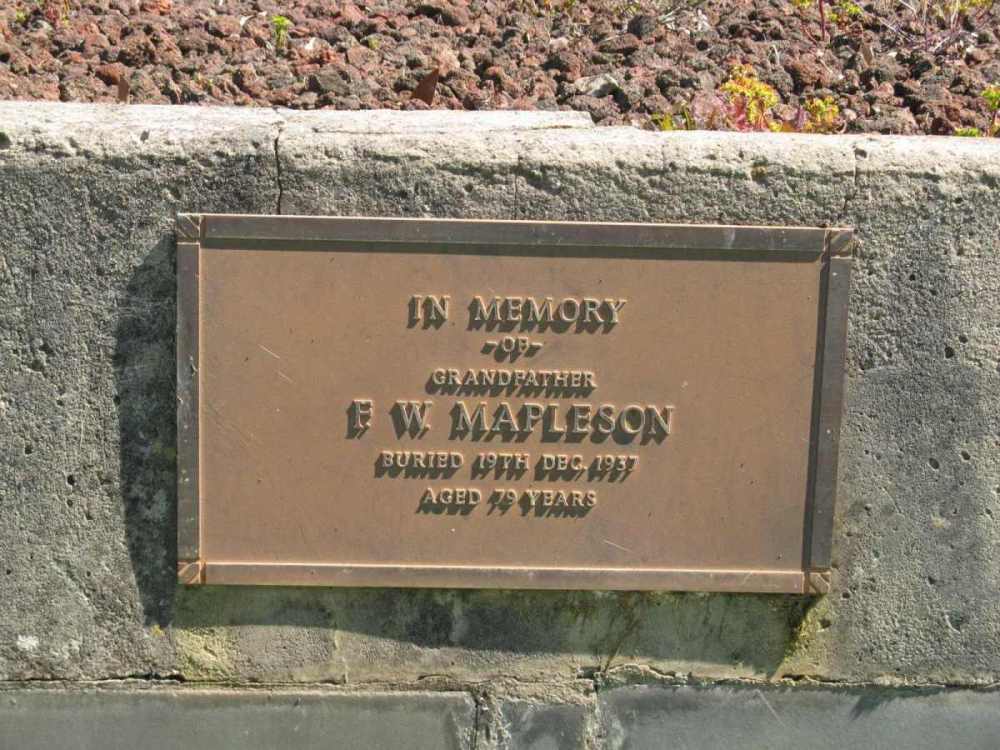 IN MEMORY
-OF-
GRANDFATHER
F. W. MAPLESON
BURIED 19TH DEC, 1937
AGED 79 YEARS